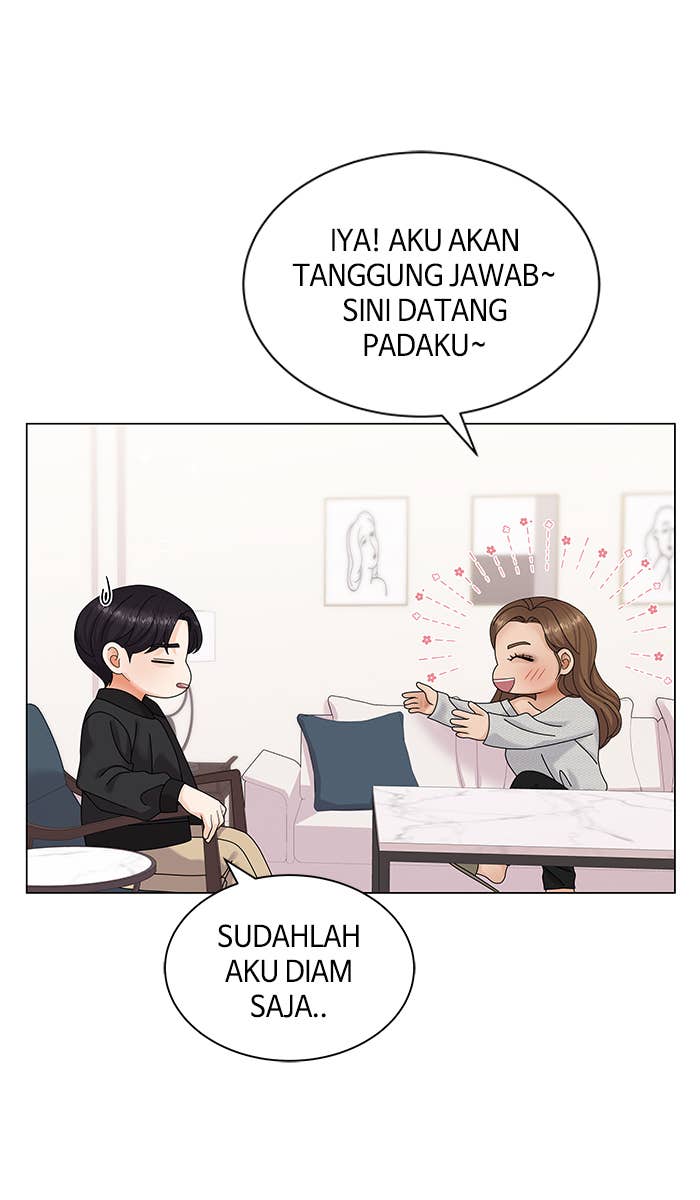 IYA! AKU AKAN
TANGGUNG JAWAB~
SINI DATANG
PADAKU~
SUDAHLAH
AKU DIAM
SAJA..